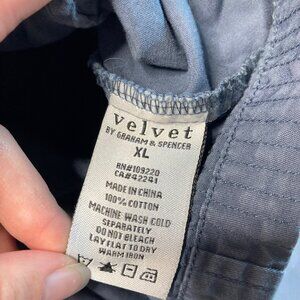 velvet
BY GRAHAM & SPENCER
XL
RN#109220
CA#42241
MADE IN CHINA
100% COTTON
MACHINE WASH COLD
SEPARATELY
DO NOT BLEACH
LAY FLAT TO DRY
WARM IRON